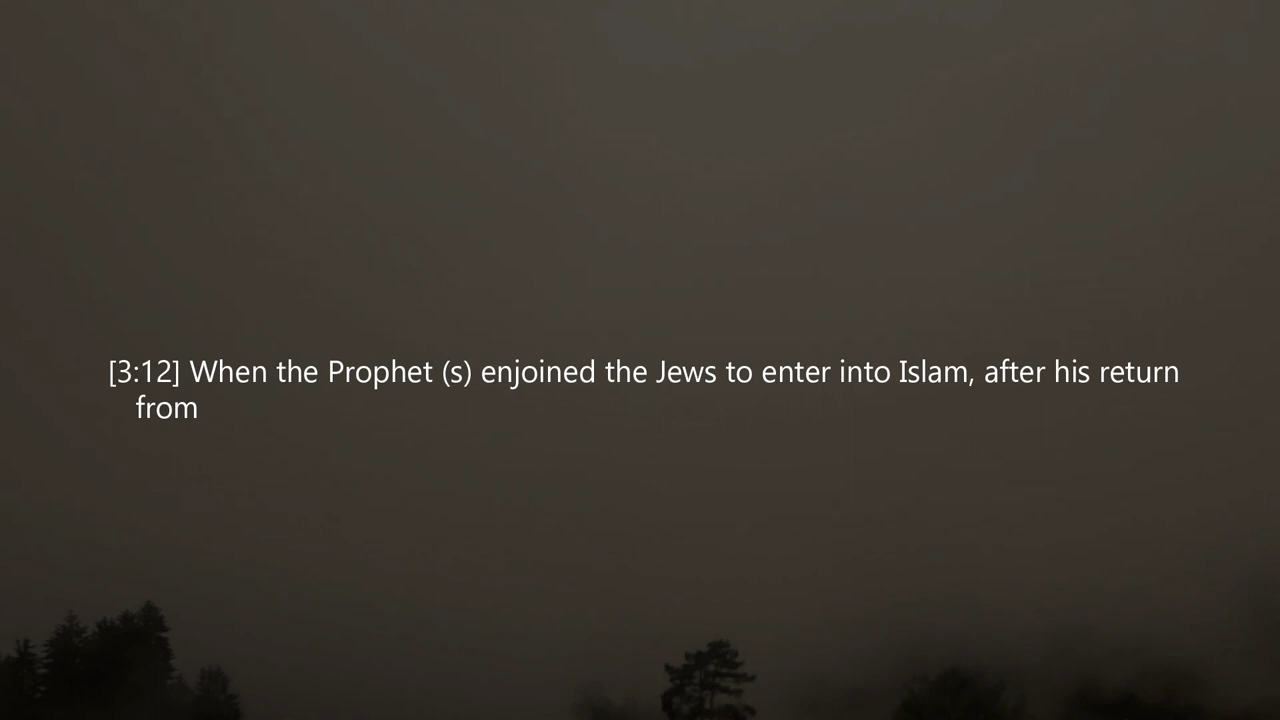 [3:12] When the Prophet (s) enjoined the Jews to enter into Islam, after his return
from